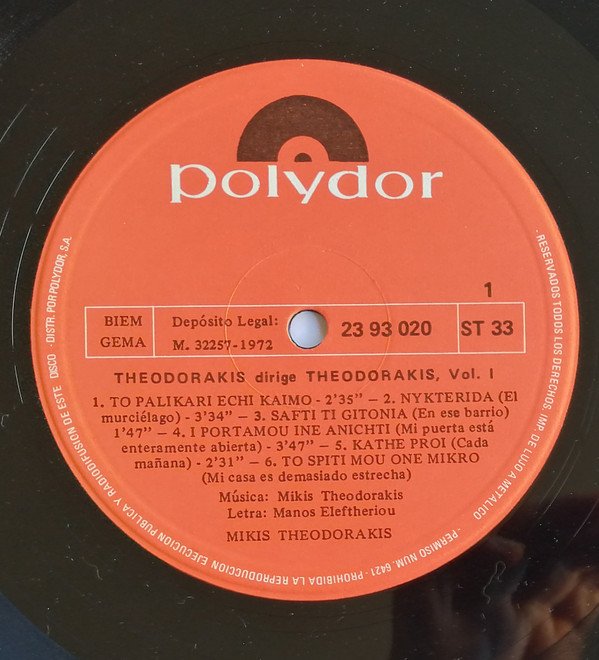 polydor
1
BIEM
GEMA
Depósito Legal:
M. 32257-1972
23 93 020
ST 33
THEODORAKIS dirige THEODORAKIS, Vol. I
1. TO PALIKARI ECHI KAIMO - 2'35" — 2. NYKTERIDA (El
murciélago) - 3'34" — 3. SAFTI TI GITONIA (En ese barrio)
1'47" — 4. I PORTAMOU INE ANICHTI (Mi puerta está
enteramente abierta) - 3'47" — 5. KATHE PROI (Cada
mañana) - 2'31" — 6. TO SPITI MOU ONE MIKRO
(Mi casa es demasiado estrecha)
Música: Mikis Theodorakis
Letra: Manos Eleftheriou
MIKIS THEODORAKIS
- RESERVADOS TODOS LOS DERECHOS. IMP. DE LUJO A METALICO - PERMISO NUM. 6421 - PROHIBIDA LA REPRODUCCION EJECUCION PUBLICA Y RADIODIFUSION DE ESTE DISCO - DISTR. POR POLYDOR, S.A.